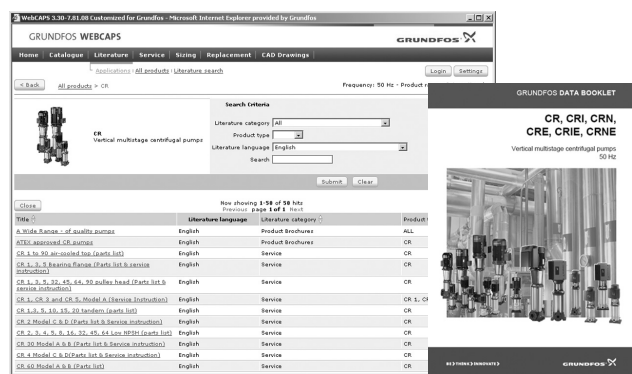 WebCAPS 3.30-7.81.08 Customized for Grundfos - Microsoft Internet Explorer provided by Grundfos
GRUNDFOS WEBCAPS
GRUNDFOS
Home Catalogue Literature Service Sizing Replacement CAD Drawings
Applications › All products › Literature search
Login Settings
< Back
All products > CR
Frequency: 50 Hz - Product
Search Criteria
CR
Vertical multistage centrifugal pumps
Literature category All
Product type
Literature language English
Search
Submit Clear
Close
Now showing 1-58 of 58 hits
Previous page 1 of 1 Next
Title Literature language Literature category Product
A Wide Range - of quality pumps English Product Brochures ALL
ATEX approved CR pumps English Product Brochures CR
CR 1 to 90 air-cooled top (parts list) English Service CR
CR 1, 3, 5 Bearing flange (Parts list & service instruction) English Service CR
CR 1, 3, 5, 32, 45, 64, 90 pulley head (Parts list & service instruction) English Service CR
CR 1, CR 3 and CR 5, Model A (Service Instruction) English Service CR 1, CR
CR 1,3, 5, 10, 15, 20 tandem (parts list) English Service CR
CR 2 Model C & D (Parts list & Service instruction) English Service CR
CR 2, 3, 4, 5, 8, 16, 32, 45, 64 Low NPSH (parts list) English Service CR
CR 30 Model A & B (Parts list & Service instruction) English Service CR
CR 4 Model C & D(Parts list & Service instruction) English Service CR
CR 60 Model A & B (Parts list) English Service CR
GRUNDFOS DATA BOOKLET
CR, CRI, CRN,
CRE, CRIE, CRNE
Vertical multistage centrifugal pumps
50 Hz
BE>THINK>INNOVATE>
GRUNDFOS